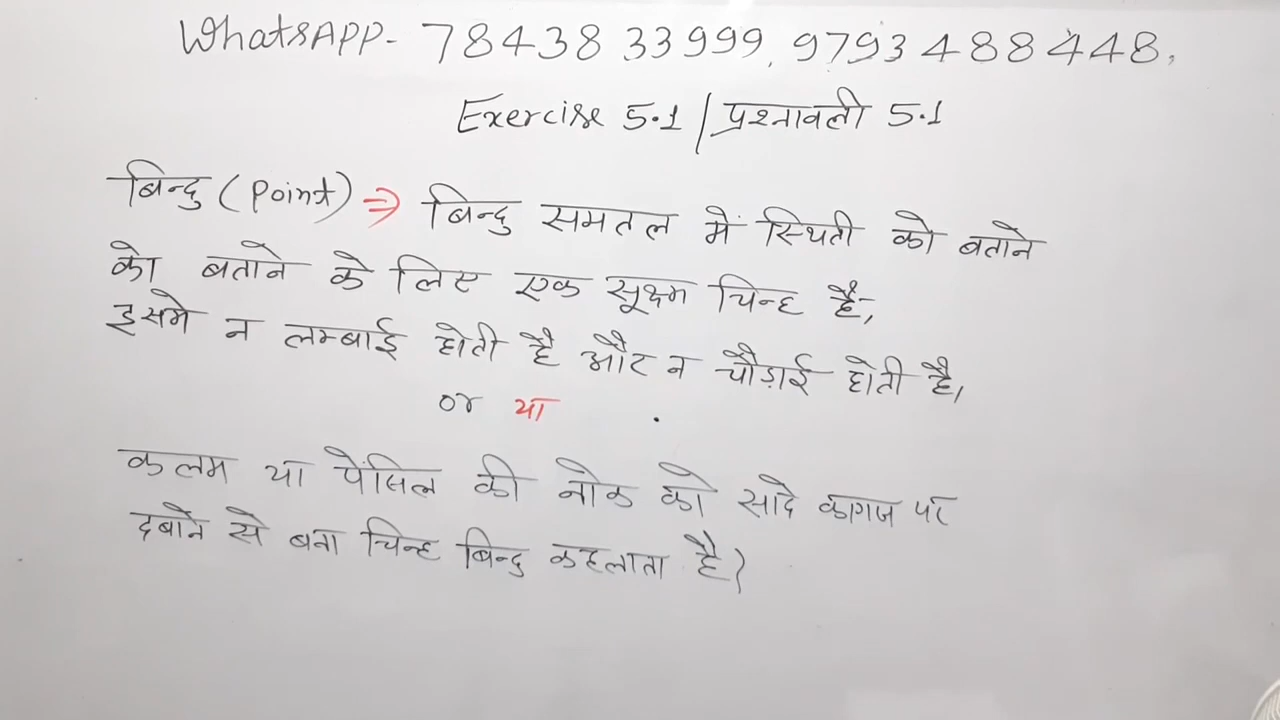 WhatsAPP- 7843833999, 9793488448,
Exercise 5.1 / प्रश्नावली 5.1
बिन्दु (Point) ⇒ बिन्दु समतल में स्थिती को बताने
को बताने के लिए एक सूक्ष्म चिन्ह है,
इसमे न लम्बाई होती है और न चौड़ाई होती है,
or या .
कलम या पेंसिल की नोक को सादे कागज पर
दबाने से बना चिन्ह बिन्दु कहलाता है)